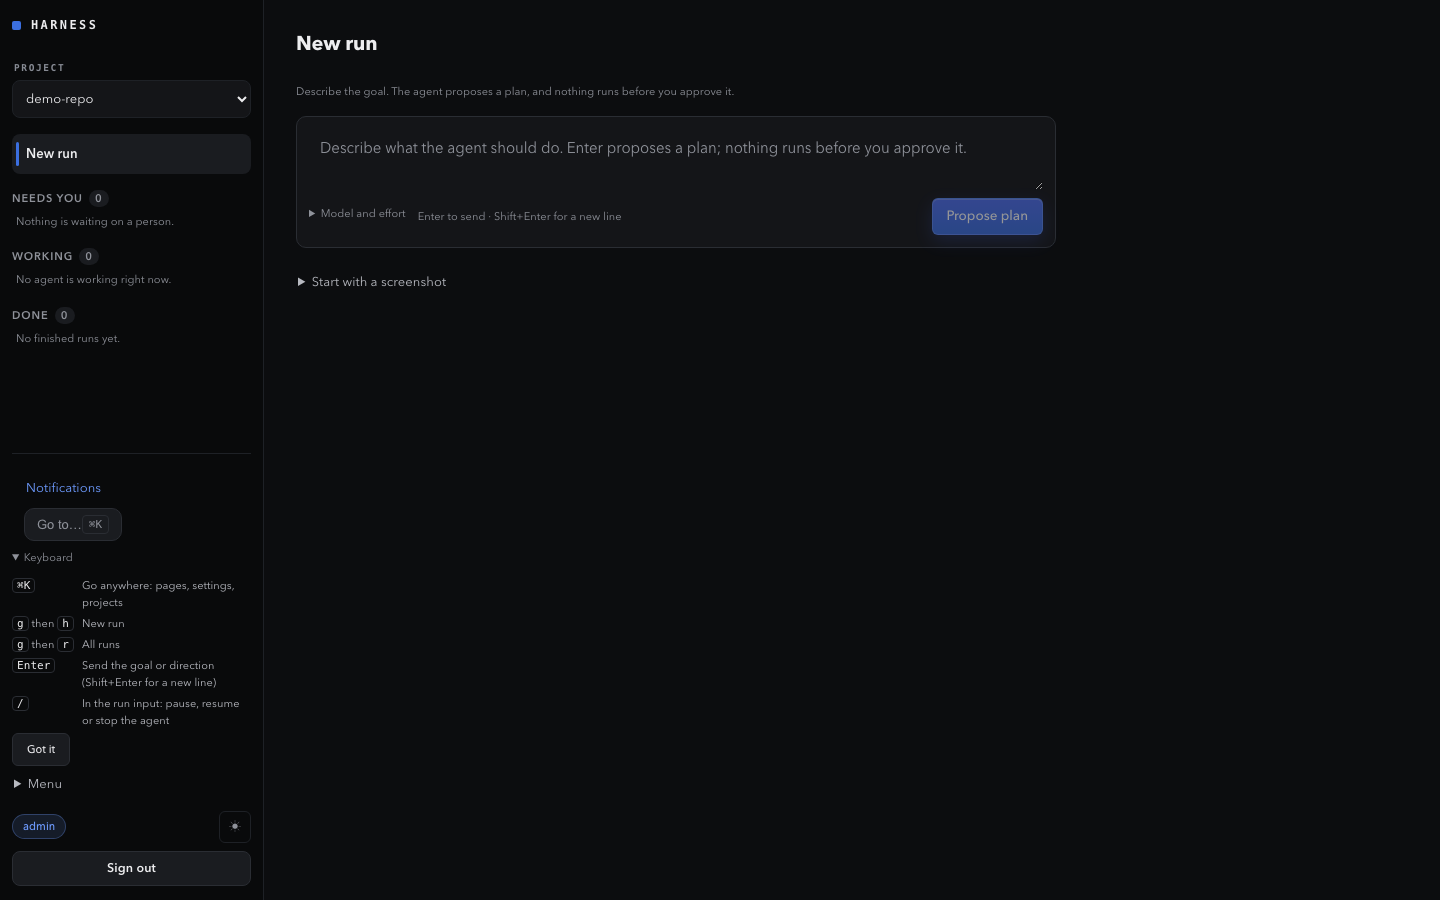 HARNESS
PROJECT
demo-repo
New run
NEEDS YOU 0
Nothing is waiting on a person.
WORKING 0
No agent is working right now.
DONE 0
No finished runs yet.
Notifications
Go to… ⌘K
Keyboard
⌘K Go anywhere: pages, settings,
projects
g then h New run
g then r All runs
Enter Send the goal or direction
(Shift+Enter for a new line)
/ In the run input: pause, resume
or stop the agent
Got it
Menu
admin
Sign out
New run
Describe the goal. The agent proposes a plan, and nothing runs before you approve it.
Describe what the agent should do. Enter proposes a plan; nothing runs before you approve it.
Model and effort Enter to send · Shift+Enter for a new line Propose plan
Start with a screenshot